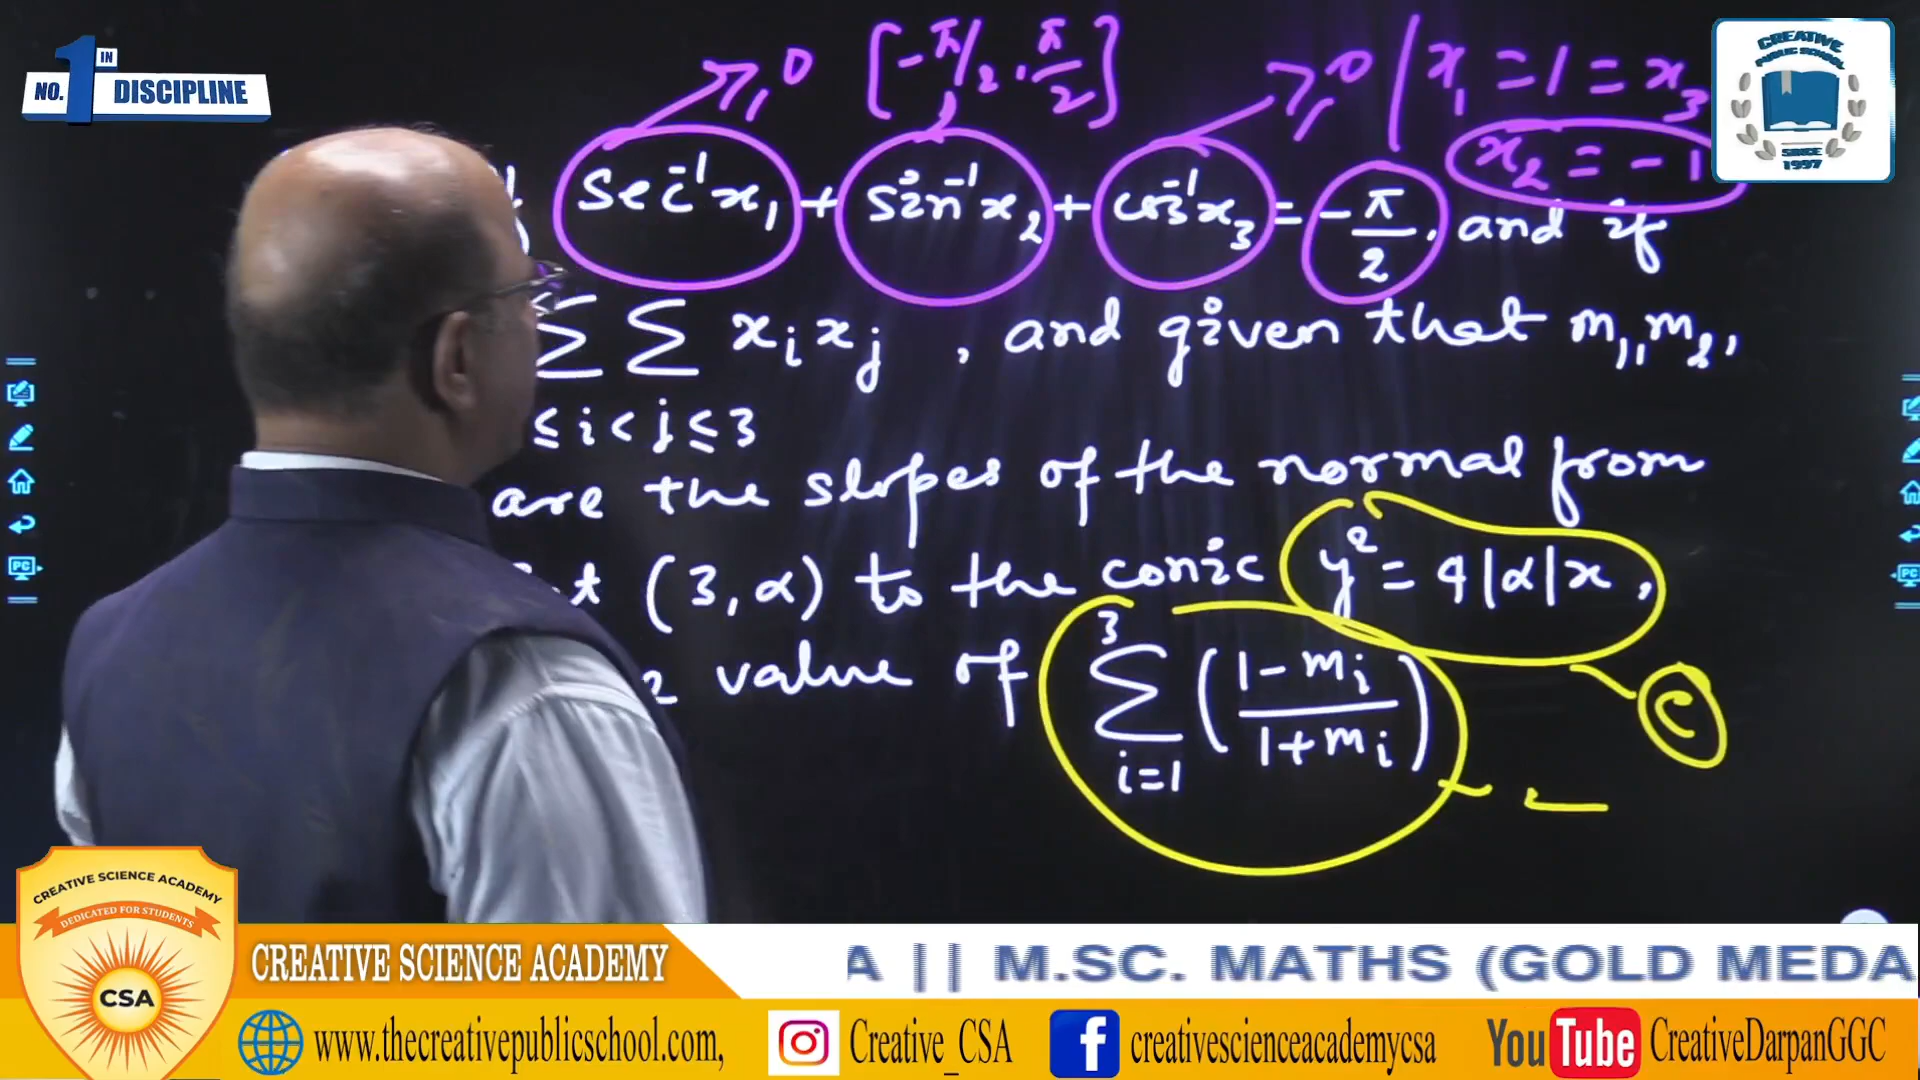 NO. 1 IN DISCIPLINE
≥, 0 [-π/2, π/2] ≥, 0 | x₁ = 1 = x₃
x₂ = -1
CREATIVE PUBLIC SCHOOL
SINCE 1997
sec⁻¹x₁ + sin⁻¹x₂ + cos⁻¹x₃ = -π/2, and if
∑∑ xᵢxⱼ, and given that m₁, m₂,
≤ i < j ≤ 3
are the slopes of the normal from
(3, α) to the conic y² = 4|α|x,
value of ∑ᵢ₌₁³ ((1-mᵢ)/(1+mᵢ))
C
CREATIVE SCIENCE ACADEMY
DEDICATED FOR STUDENTS
CSA
CREATIVE SCIENCE ACADEMY
A || M.SC. MATHS (GOLD MEDA
www.thecreativepublicschool.com, Creative_CSA creativescienceacademycsa YouTube CreativeDarpanGGC